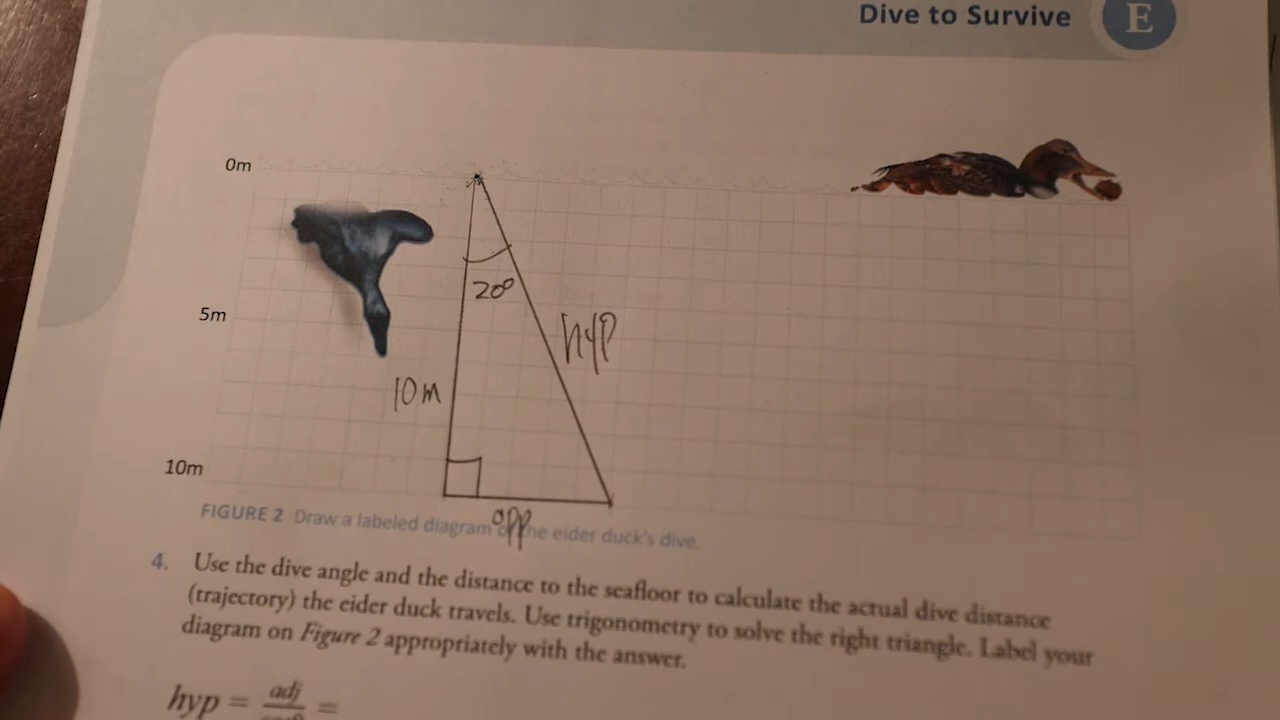 Dive to Survive E
0m
20°
5m
hyp
10m
10m
opp
FIGURE 2 Draw a labeled diagram the eider duck's dive.
4. Use the dive angle and the distance to the seafloor to calculate the actual dive distance
(trajectory) the eider duck travels. Use trigonometry to solve the right triangle. Label your
diagram on Figure 2 appropriately with the answer.
hyp = adj =